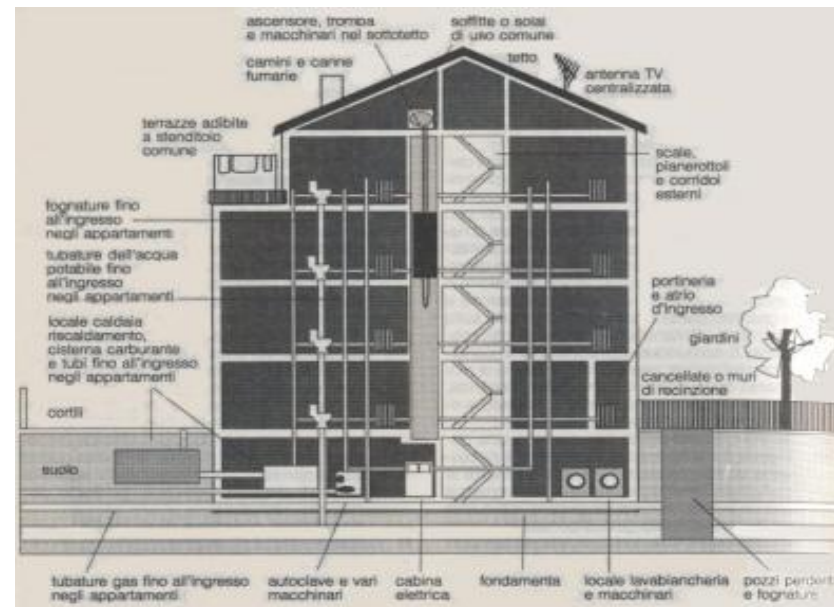 ascensore, tromba
e macchinari nel sottotetto
soffitte o solai
di uso comune
camini e canne
fumarie
tetto
antenna TV
centralizzata
terrazze adibite
a stenditoio
comune
scale,
pianerottoli
e corridoi
esterni
fognature fino
all'ingresso
negli appartamenti
tubature dell'acqua
potabile fino
all'ingresso
negli appartamenti
portineria
e atrio
d'ingresso
locale caldaia
riscaldamento,
cisterna carburante
e tubi fino all'ingresso
negli appartamenti
giardini
cancellate o muri
di recinzione
cortili
suolo
tubature gas fino all'ingresso
negli appartamenti
autoclave e vari
macchinari
cabina
elettrica
fondamenta
locale lavabiancheria
e macchinari
pozzi perdenti
e fognature